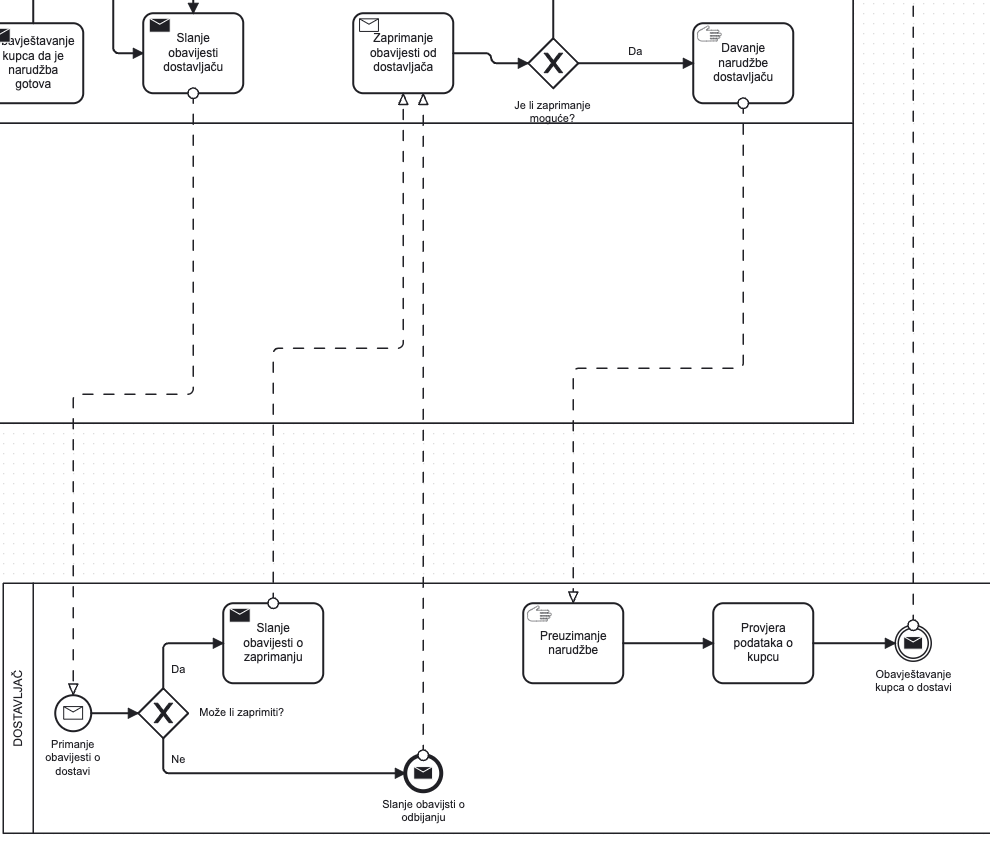 bavještavanje
kupca da je
narudžba
gotova
Slanje
obavijesti
dostavljaču
Zaprimanje
obavijesti od
dostavljača
Je li zaprimanje
moguće?
Da
Davanje
narudžbe
dostavljaču
DOSTAVLJAČ
Primanje
obavijesti o
dostavi
Da
Može li zaprimiti?
Ne
Slanje
obavijesti o
zaprimanju
Slanje obavijsti o
odbijanju
Preuzimanje
narudžbe
Provjera
podataka o
kupcu
Obavještavanje
kupca o dostavi